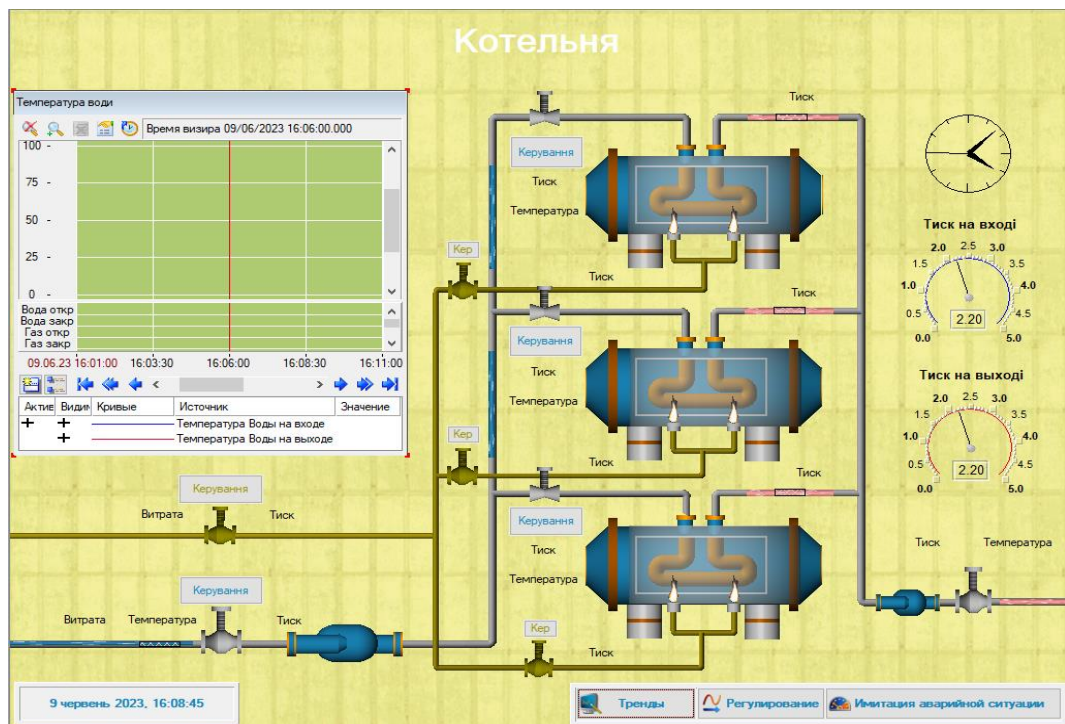 Котельня
Температура води
Время визира 09/06/2023 16:06:00.000
100
75
50
25
0
Вода откр
Вода закр
Газ откр
Газ закр
09.06.23 16:01:00 16:03:30 16:06:00 16:08:30 16:11:00
Актив Видим Кривые Источник Значение
Температура Воды на входе
Температура Воды на выходе
Тиск
Керування
Тиск
Температура
Кер
Тиск
Тиск
Керування
Тиск
Температура
Кер
Тиск
Тиск
Керування
Тиск
Температура
Кер
Тиск
Керування
Витрата Тиск
Керування
Витрата Температура Тиск
Тиск на вході
0.0 0.5 1.0 1.5 2.0 2.5 3.0 3.5 4.0 4.5 5.0
2.20
Тиск на выході
0.0 0.5 1.0 1.5 2.0 2.5 3.0 3.5 4.0 4.5 5.0
2.20
Тиск Температура
9 червень 2023, 16:08:45
Тренды Регулирование Имитация аварийной ситуации